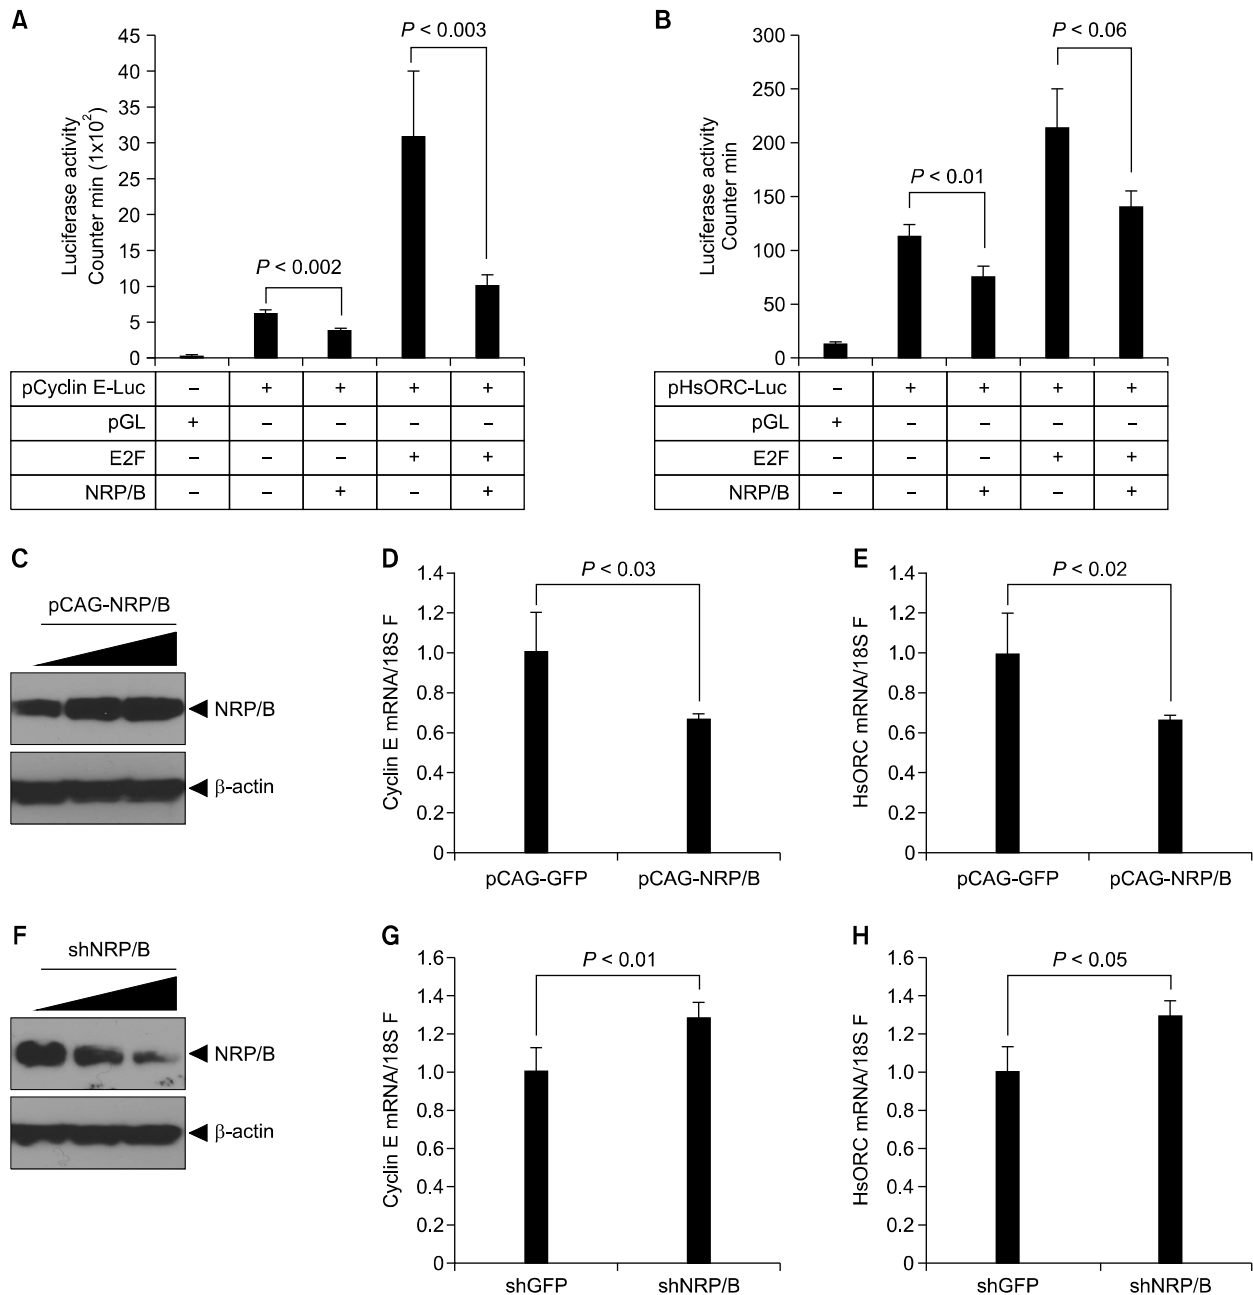 A
P < 0.003
P < 0.002
Luciferase activity
Counter min (1x10²)
45
40
35
30
25
20
15
10
5
0
pCyclin E-Luc – + + + +
pGL + – – – –
E2F – – – + +
NRP/B – – + – +
B
P < 0.06
P < 0.01
Luciferase activity
Counter min
300
250
200
150
100
50
0
pHsORC-Luc – + + + +
pGL + – – – –
E2F – – – + +
NRP/B – – + – +
C
pCAG-NRP/B
NRP/B
β-actin
D
P < 0.03
Cyclin E mRNA/18S F
1.4
1.2
1.0
0.8
0.6
0.4
0.2
0
pCAG-GFP pCAG-NRP/B
E
P < 0.02
HsORC mRNA/18S F
1.4
1.2
1.0
0.8
0.6
0.4
0.2
0
pCAG-GFP pCAG-NRP/B
F
shNRP/B
NRP/B
β-actin
G
P < 0.01
Cyclin E mRNA/18S F
1.6
1.4
1.2
1.0
0.8
0.6
0.4
0.2
0
shGFP shNRP/B
H
P < 0.05
HsORC mRNA/18S F
1.6
1.4
1.2
1.0
0.8
0.6
0.4
0.2
0
shGFP shNRP/B